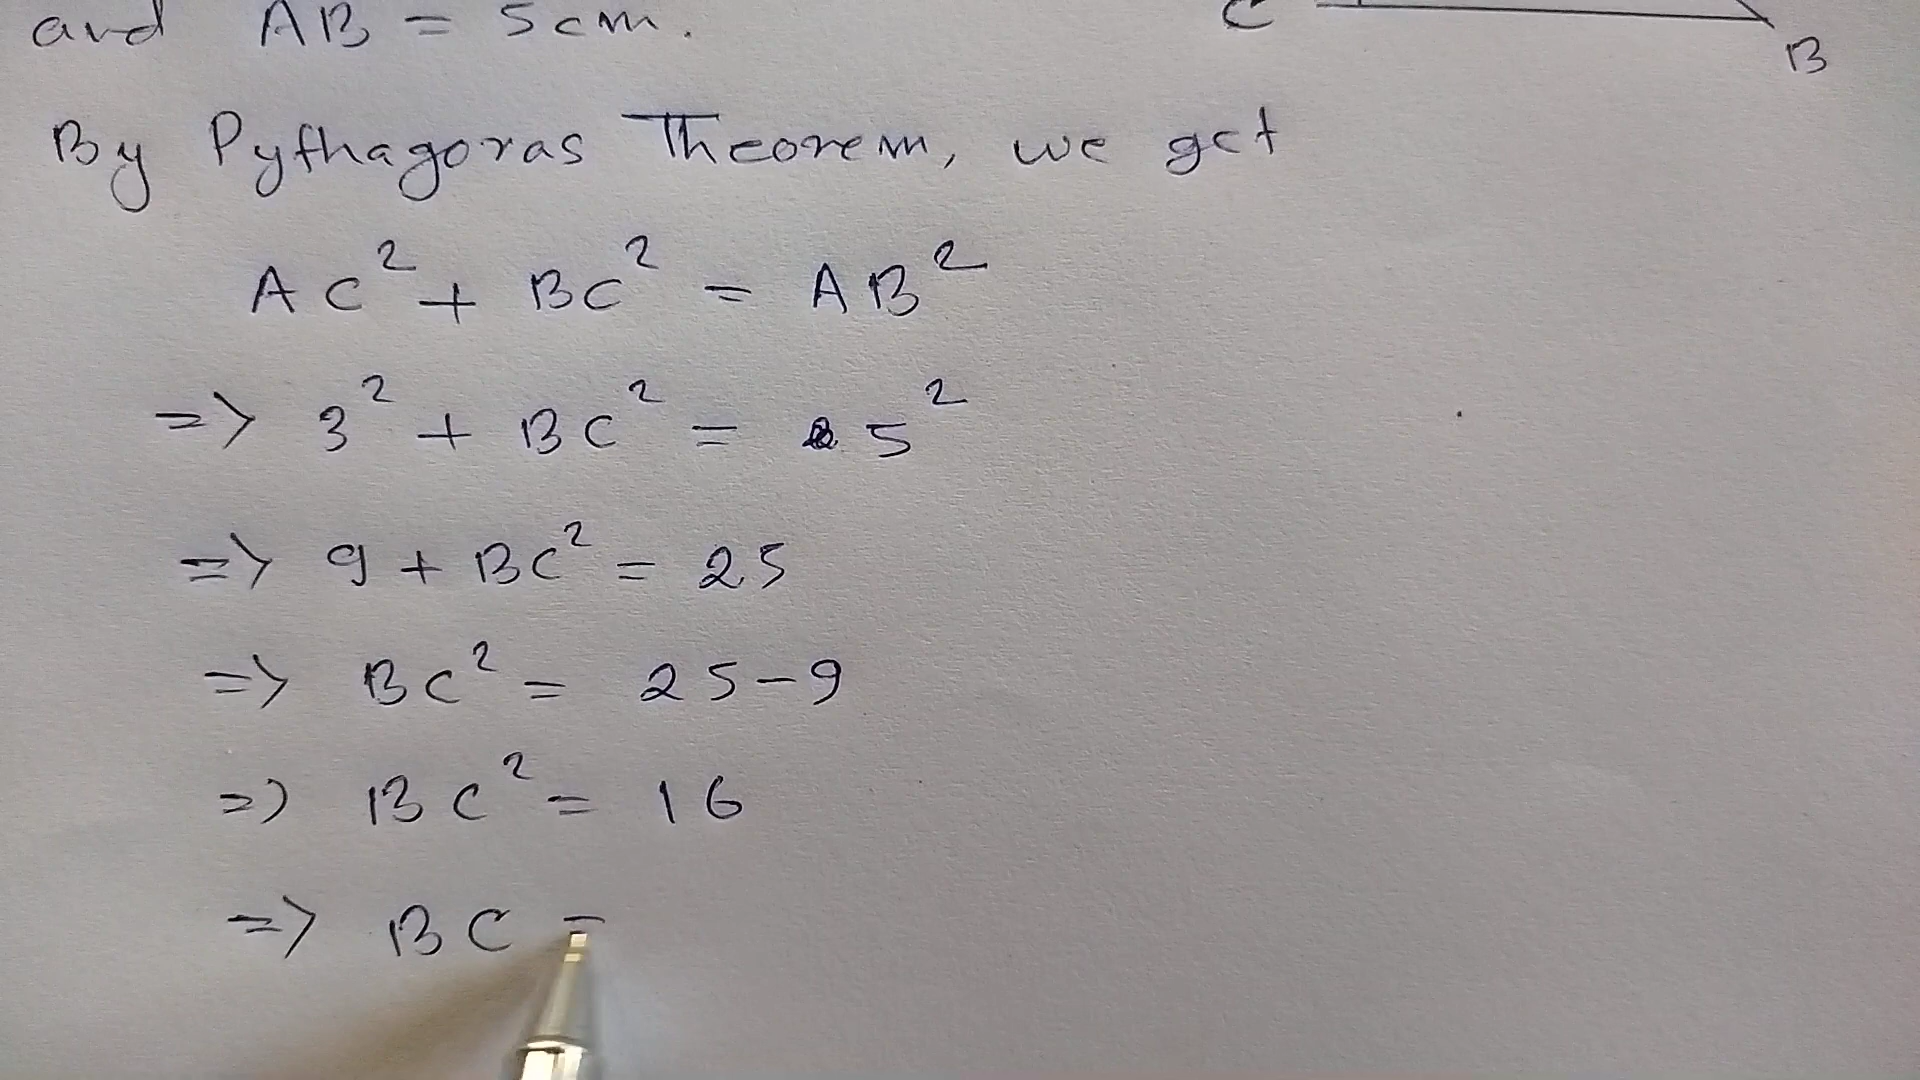 and AB = 5cm.
C
B
By Pythagoras Theorem, we get
AC² + BC² = AB²
=> 3² + BC² = 5²
=> 9 + BC² = 25
=> BC² = 25-9
=> BC² = 16
=> BC =